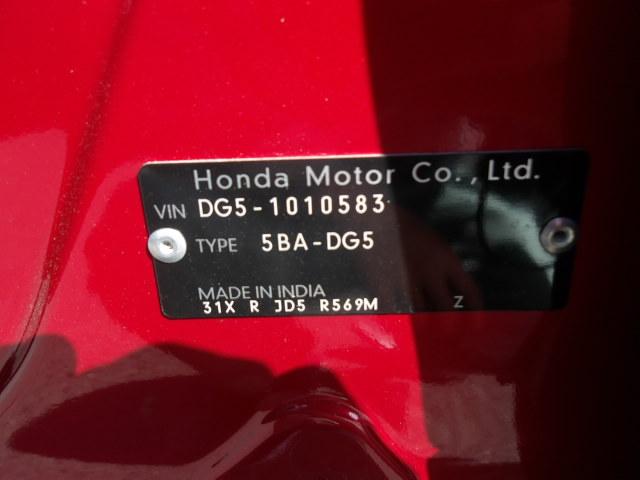 Honda Motor Co., Ltd.
VIN DG5-1010583
TYPE 5BA-DG5
MADE IN INDIA
31X R JD5 R569M Z